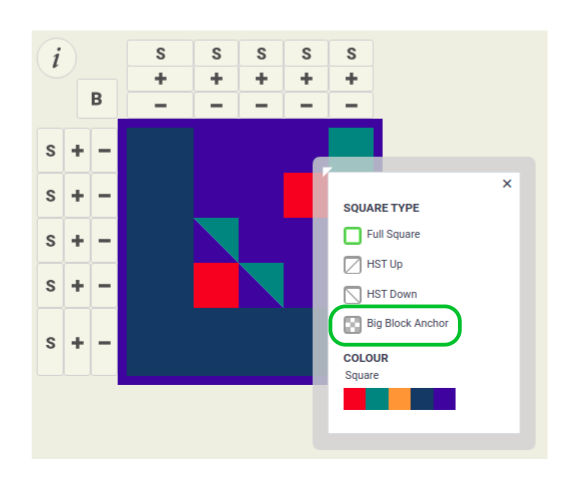 i
S S S S S
+ + + + +
B
− − − − −
S + −
S + −
×
SQUARE TYPE
Full Square
S + −
HST Up
S + −
HST Down
Big Block Anchor
S + −
COLOUR
Square